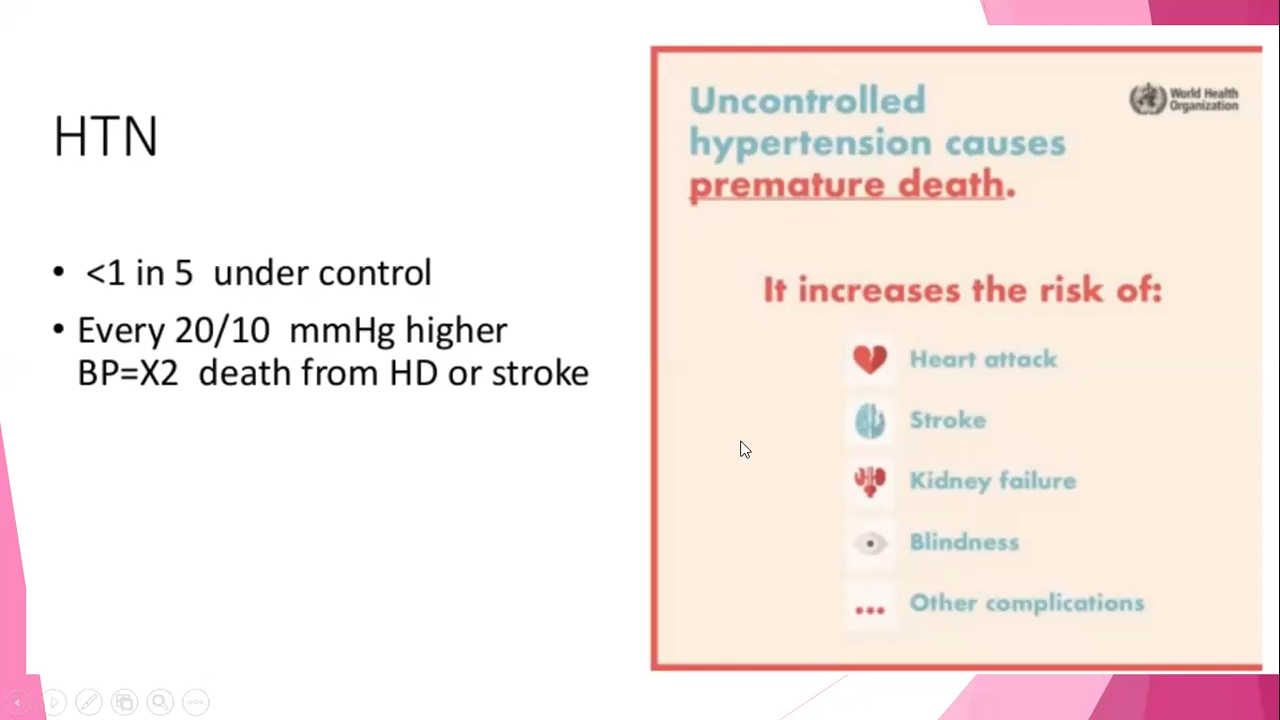 HTN
• <1 in 5 under control
• Every 20/10 mmHg higher
BP=X2 death from HD or stroke
Uncontrolled
hypertension causes
premature death.
World Health
Organization
It increases the risk of:
Heart attack
Stroke
Kidney failure
Blindness
Other complications